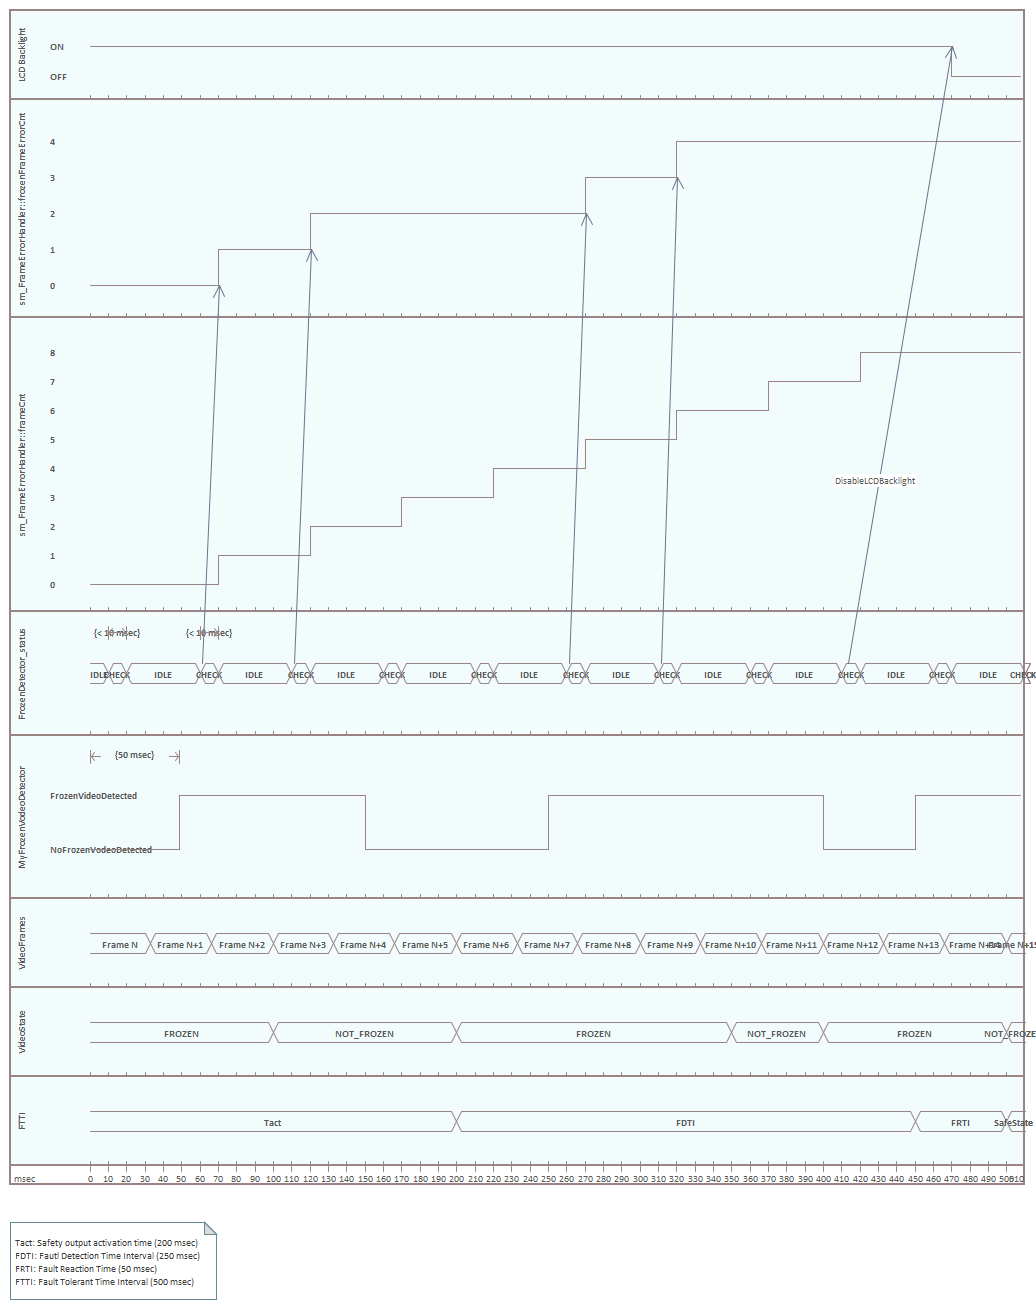 LCD Backlight
ON
OFF
sm_FrameErrorHandler::frozenFrameErrorCnt
4
3
2
1
0
sm_FrameErrorHandler::frameCnt
8
7
6
5
4
3
2
1
0
DisableLCDBacklight
FrozenDetector_status
{< 10 msec} {< 10 msec}
IDLE CHECK IDLE CHECK IDLE CHECK IDLE CHECK IDLE CHECK IDLE CHECK IDLE CHECK IDLE CHECK IDLE CHECK IDLE CHECK IDLE CHECK
MyFrozenVodeoDetector
{50 msec}
FrozenVideoDetected
NoFrozenVodeoDetected
VideoFrames
Frame N Frame N+1 Frame N+2 Frame N+3 Frame N+4 Frame N+5 Frame N+6 Frame N+7 Frame N+8 Frame N+9 Frame N+10 Frame N+11 Frame N+12 Frame N+13 Frame N+14 Frame N+15
VideoState
FROZEN NOT_FROZEN FROZEN NOT_FROZEN FROZEN NOT_FROZE
FTTI
Tact FDTI FRTI SafeState
msec 0 10 20 30 40 50 60 70 80 90 100 110 120 130 140 150 160 170 180 190 200 210 220 230 240 250 260 270 280 290 300 310 320 330 340 350 360 370 380 390 400 410 420 430 440 450 460 470 480 490 500 510
Tact: Safety output activation time (200 msec)
FDTI: Fautl Detection Time Interval (250 msec)
FRTI: Fault Reaction Time (50 msec)
FTTI: Fault Tolerant Time Interval (500 msec)